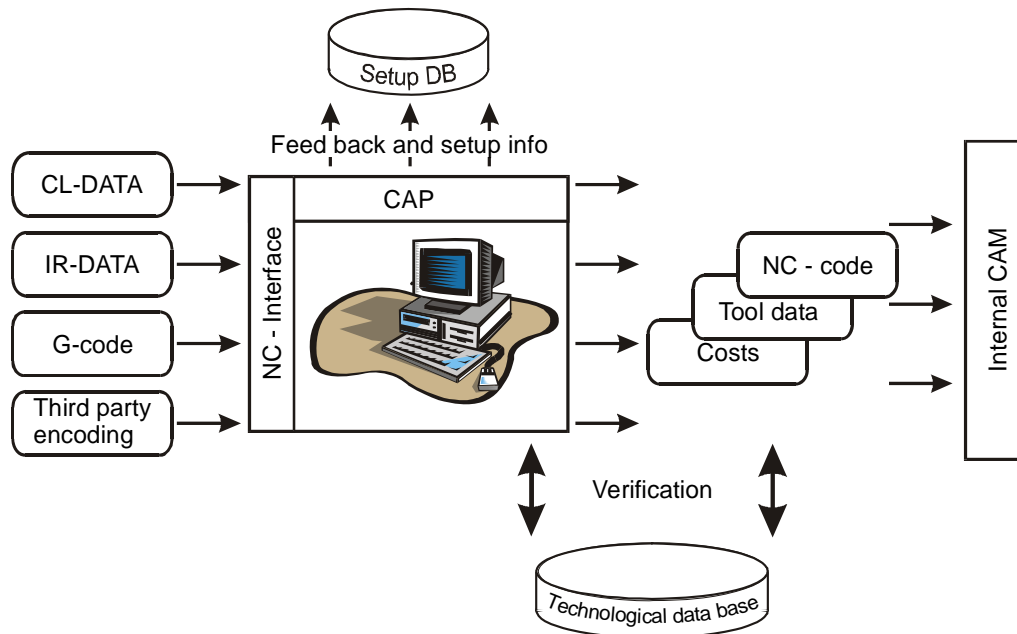 Setup DB
Feed back and setup info
CL-DATA
IR-DATA
G-code
Third party
encoding
NC - Interface
CAP
NC - code
Tool data
Costs
Internal CAM
Verification
Technological data base